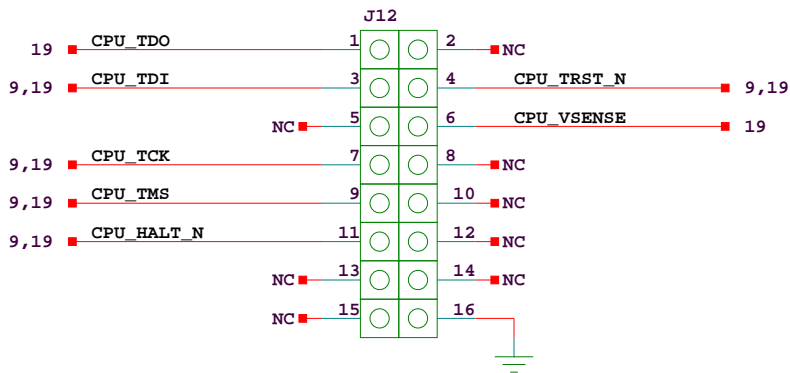 J12
19 CPU_TDO 1 2 NC
9,19 CPU_TDI 3 4 CPU_TRST_N 9,19
NC 5 6 CPU_VSENSE 19
9,19 CPU_TCK 7 8 NC
9,19 CPU_TMS 9 10 NC
9,19 CPU_HALT_N 11 12 NC
NC 13 14 NC
NC 15 16